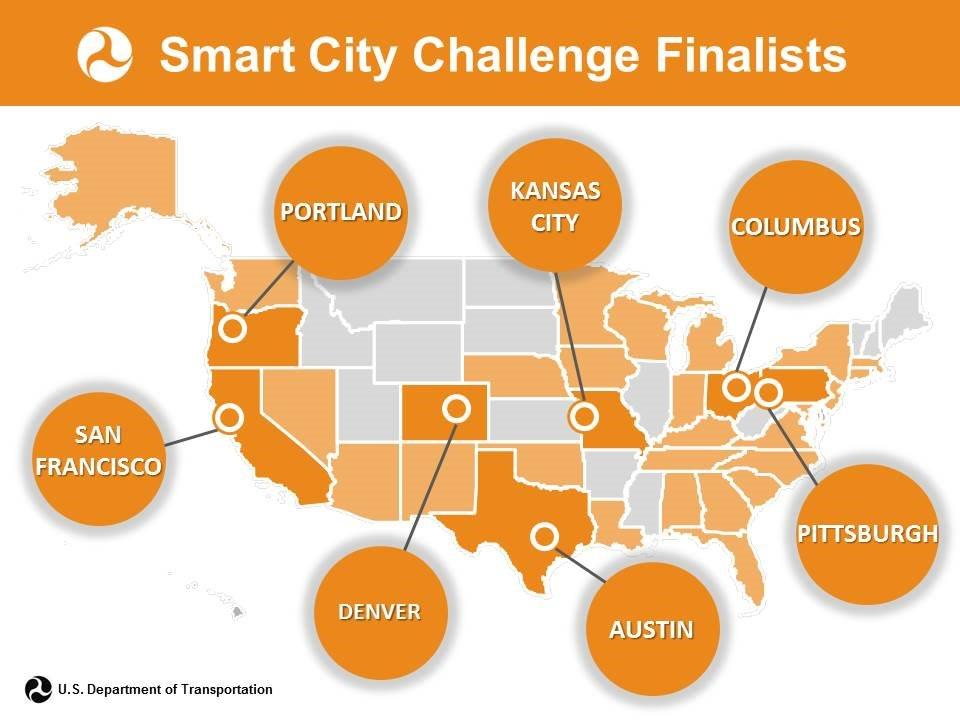 Smart City Challenge Finalists
PORTLAND
KANSAS
CITY
COLUMBUS
SAN
FRANCISCO
PITTSBURGH
DENVER
AUSTIN
U.S. Department of Transportation